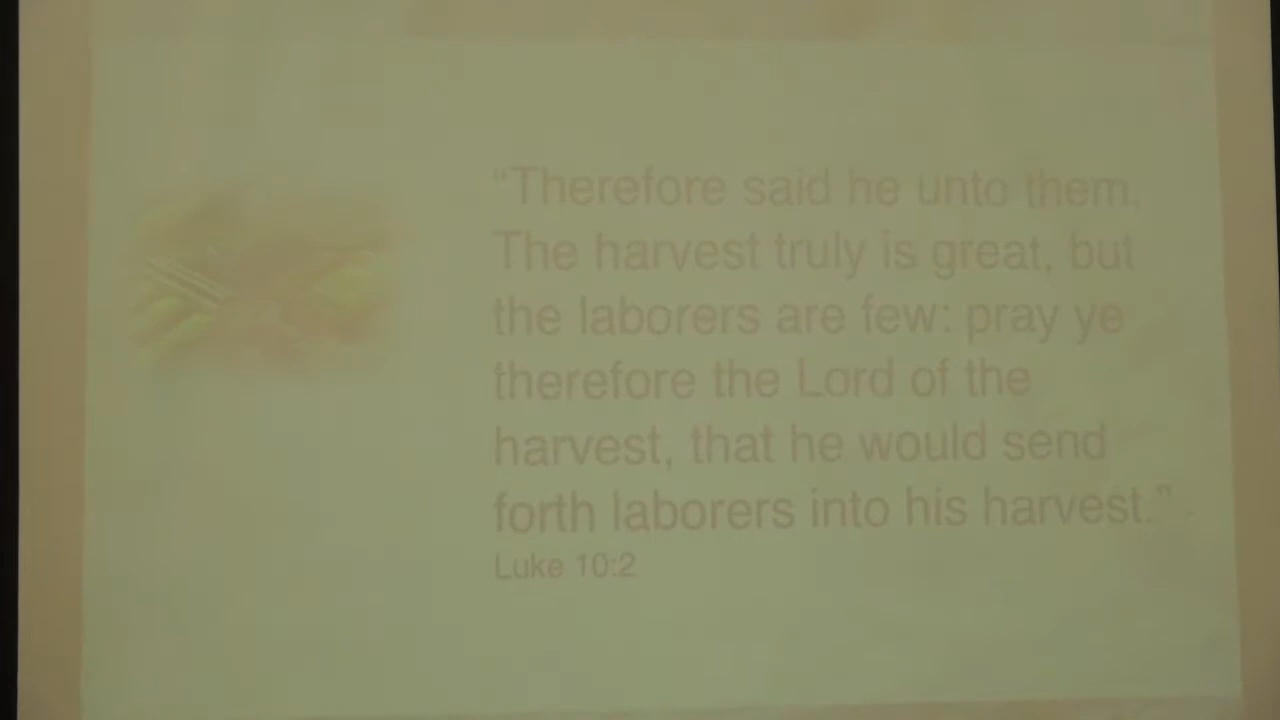 “Therefore said he unto them,
The harvest truly is great, but
the laborers are few: pray ye
therefore the Lord of the
harvest, that he would send
forth laborers into his harvest.”
Luke 10:2